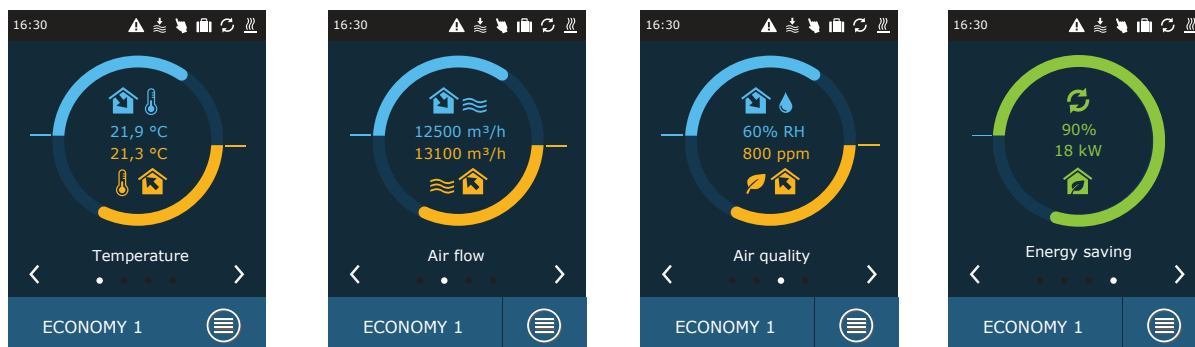 16:30
21,9 °C
21,3 °C
Temperature
ECONOMY 1
16:30
12500 m³/h
13100 m³/h
Air flow
ECONOMY 1
16:30
60% RH
800 ppm
Air quality
ECONOMY 1
16:30
90%
18 kW
Energy saving
ECONOMY 1